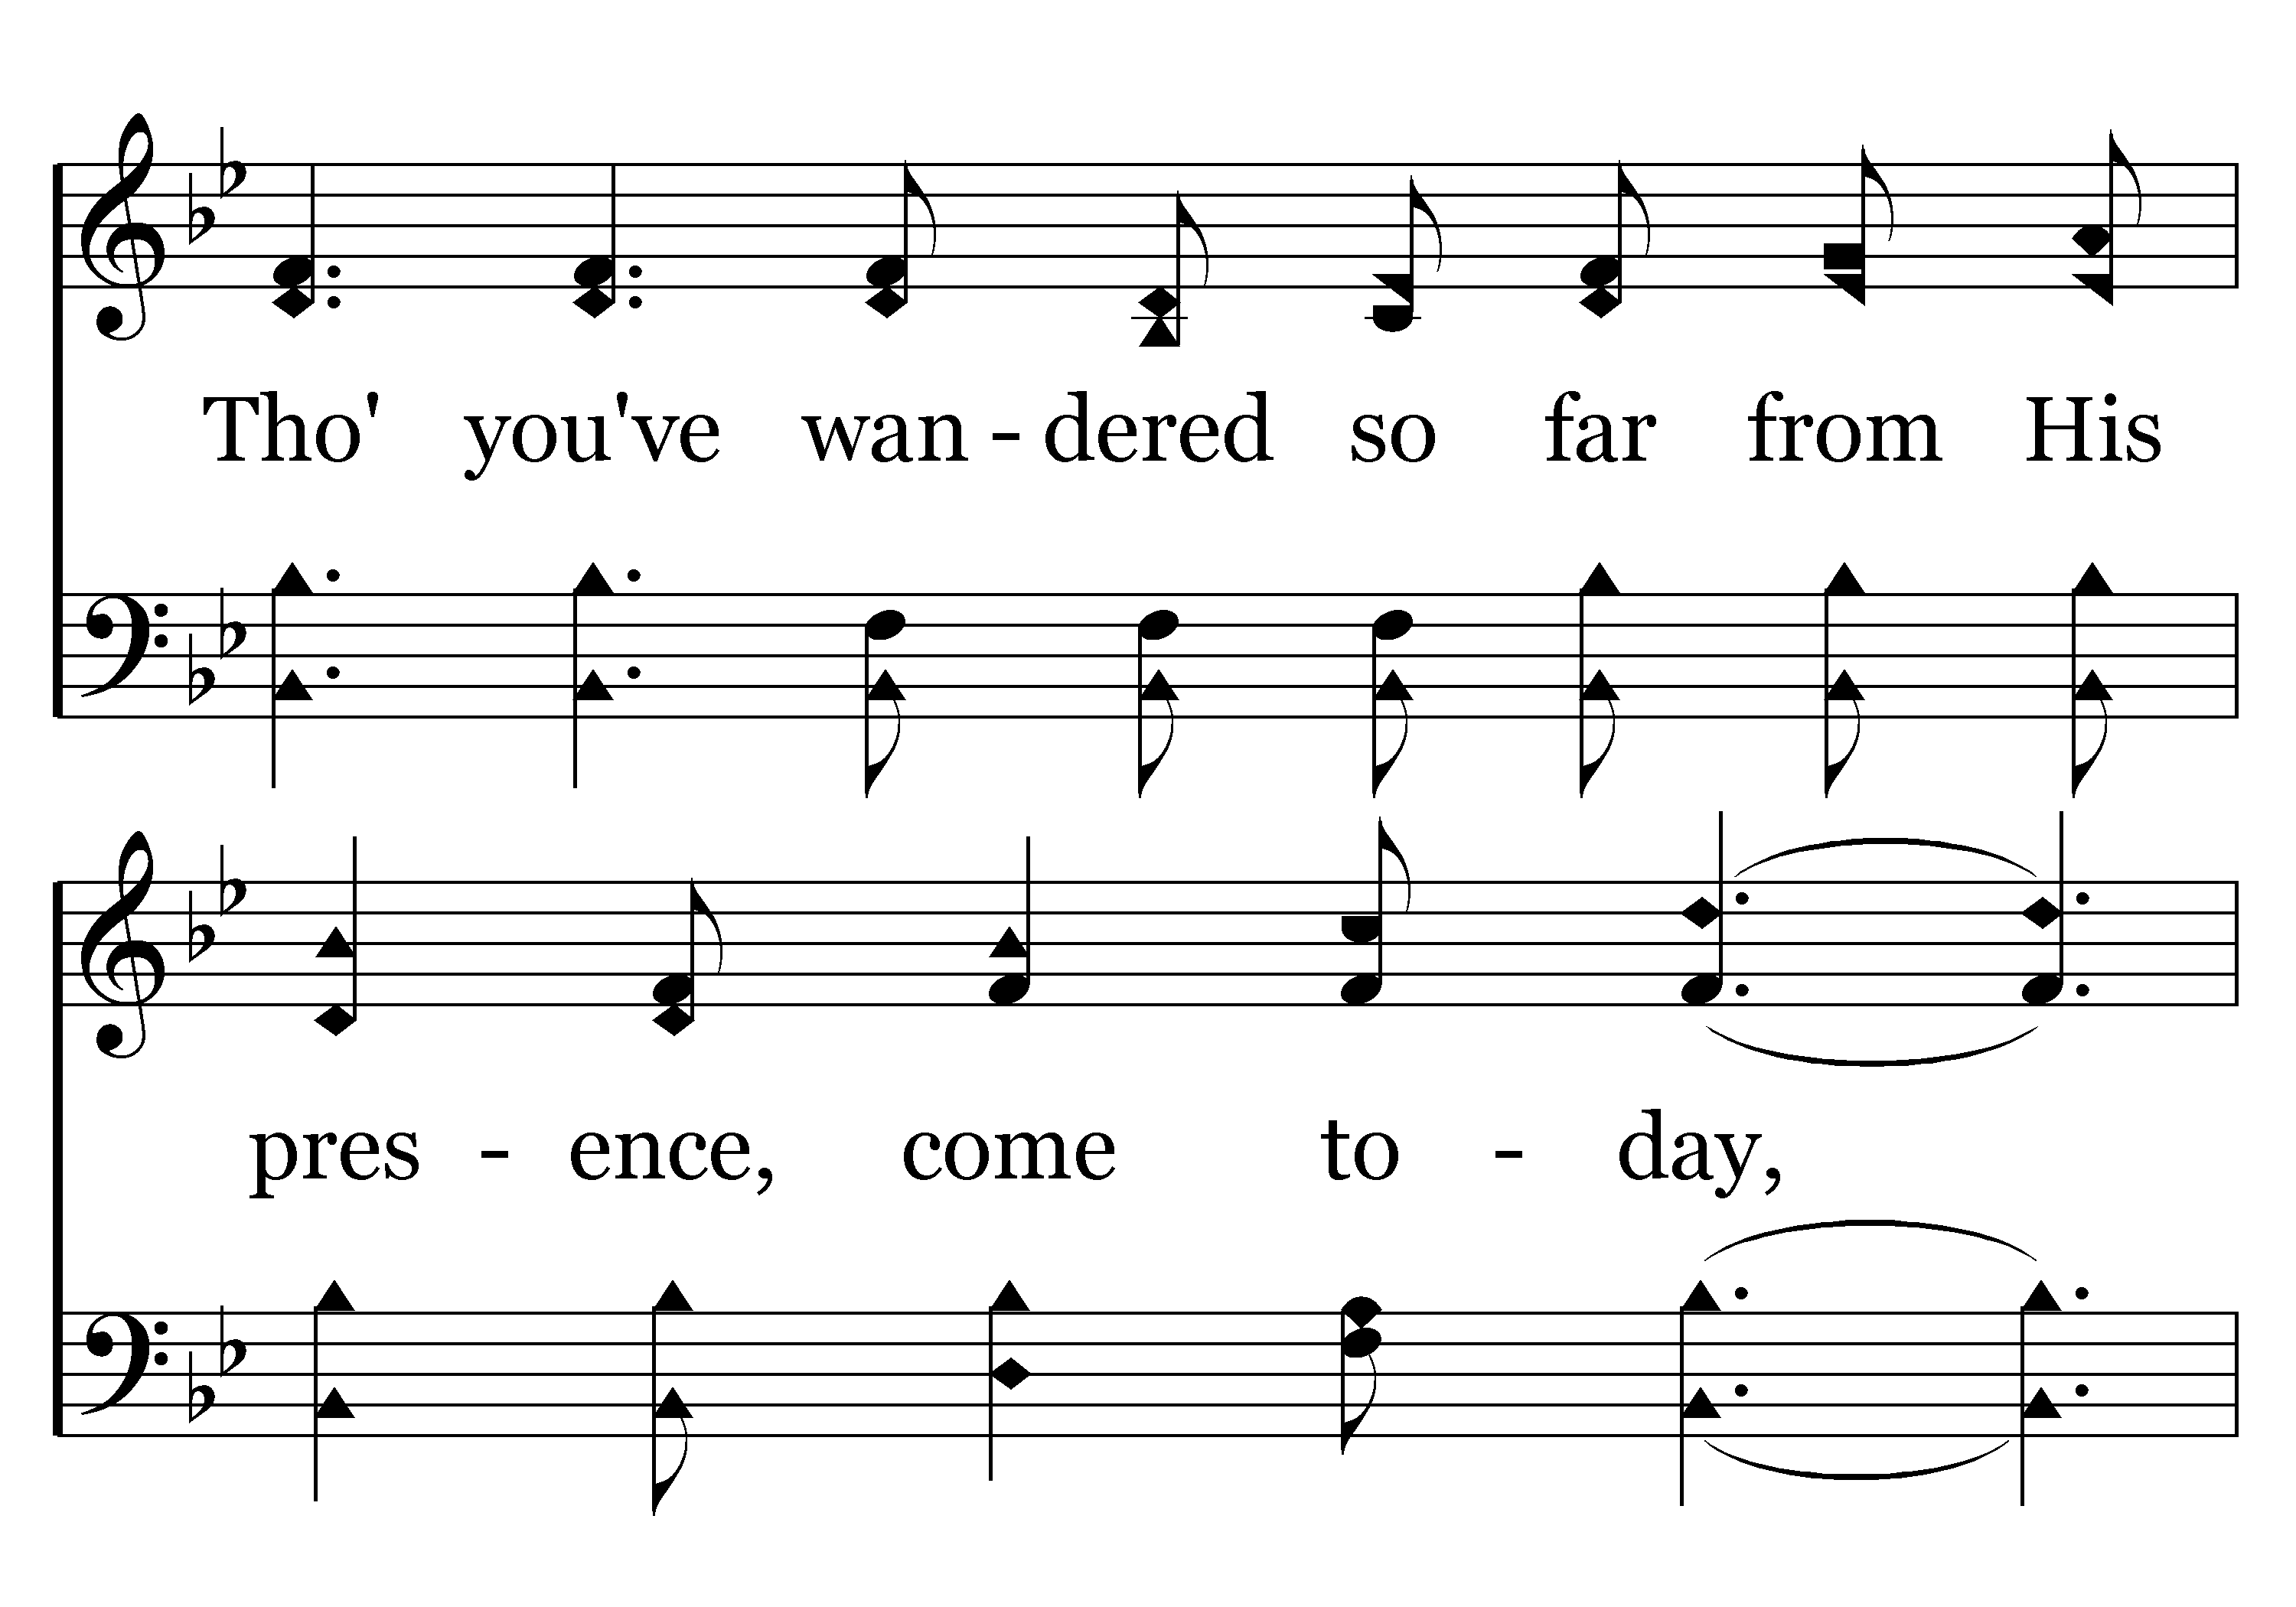 Tho' you've wan - dered so far from His
pres - ence, come to - day,